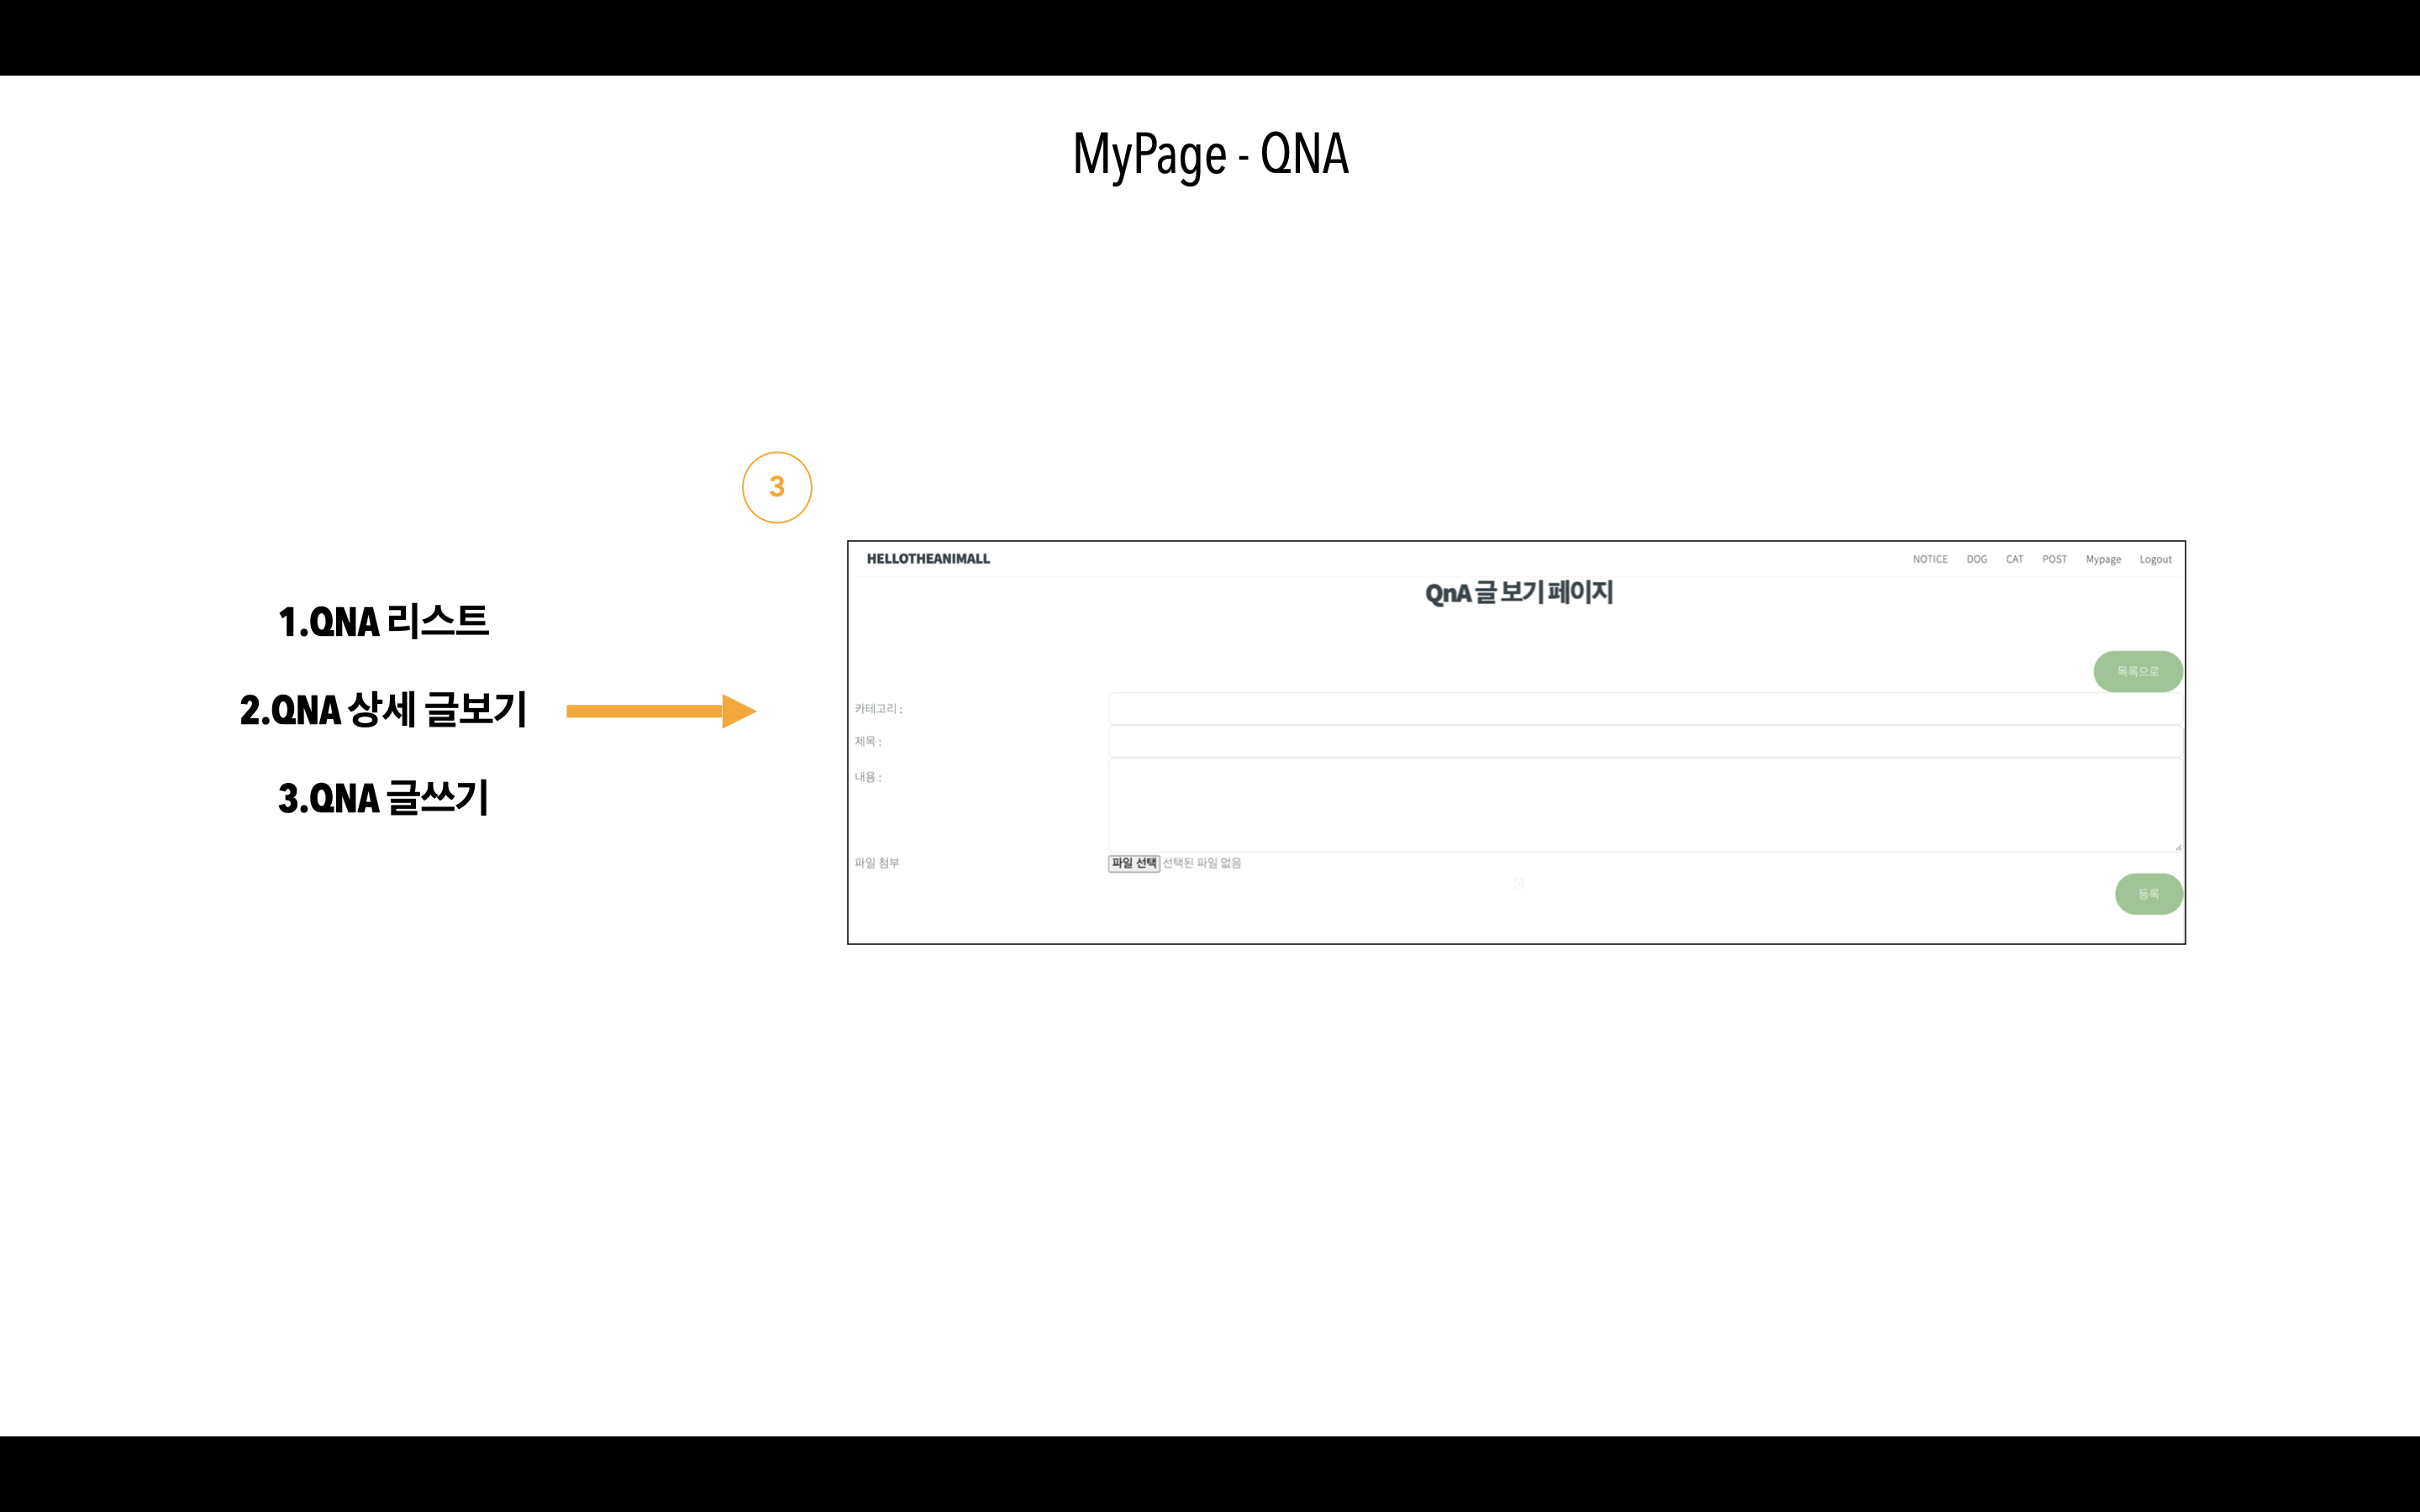 MyPage - QNA
3
1.QNA 리스트
2.QNA 상세 글보기
3.QNA 글쓰기
HELLOTHEANIMALL
NOTICE DOG CAT POST Mypage Logout
QnA 글 보기 페이지
목록으로
카테고리 :
제목 :
내용 :
파일 첨부
파일 선택 선택된 파일 없음
등록